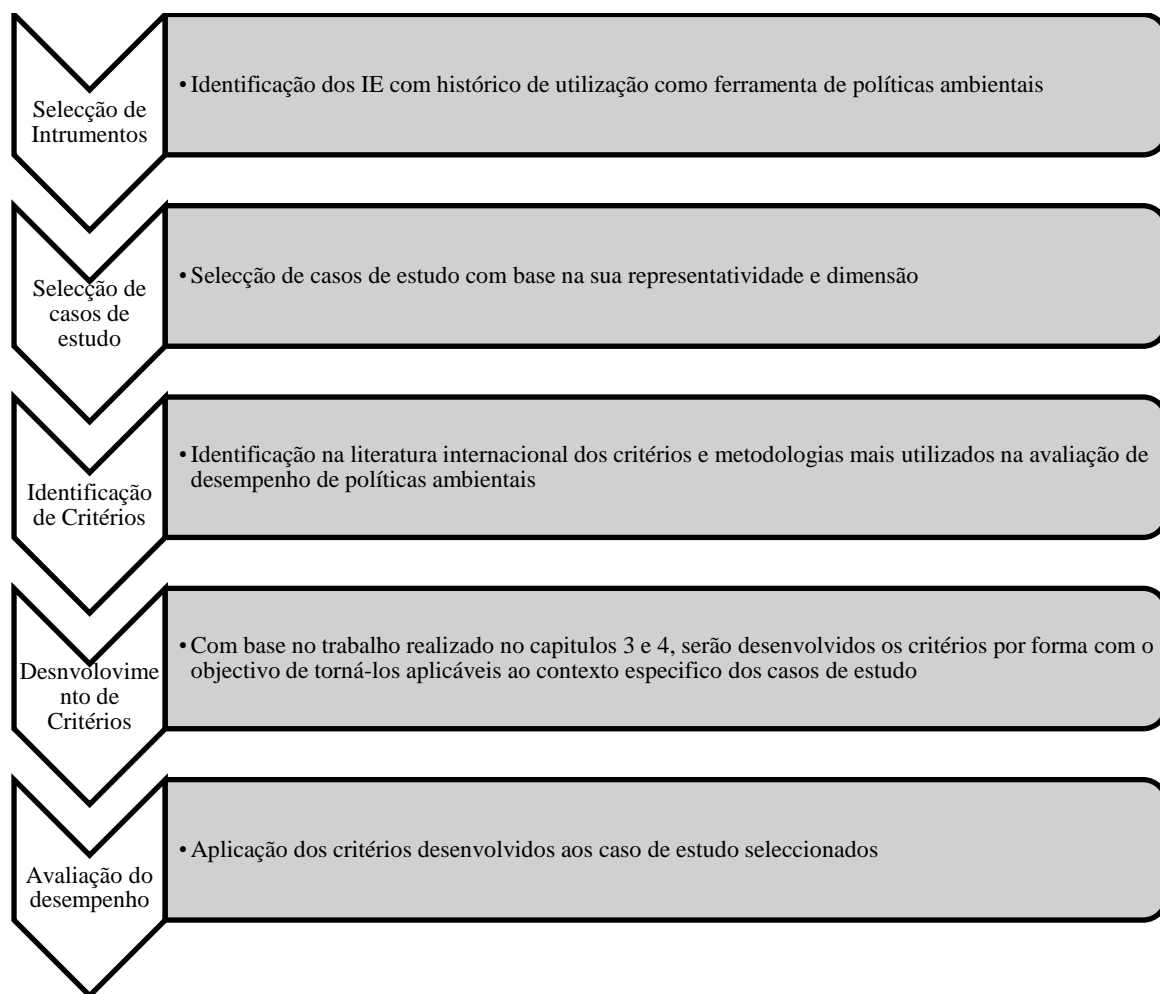 Selecção de
Intrumentos
• Identificação dos IE com histórico de utilização como ferramenta de políticas ambientais
Selecção de
casos de
estudo
• Selecção de casos de estudo com base na sua representatividade e dimensão
Identificação
de Critérios
• Identificação na literatura internacional dos critérios e metodologias mais utilizados na avaliação de
desempenho de políticas ambientais
Desnvolovime
nto de
Critérios
• Com base no trabalho realizado no capitulos 3 e 4, serão desenvolvidos os critérios por forma com o
objectivo de torná-los aplicáveis ao contexto especifico dos casos de estudo
Avaliação do
desempenho
• Aplicação dos critérios desenvolvidos aos caso de estudo seleccionados